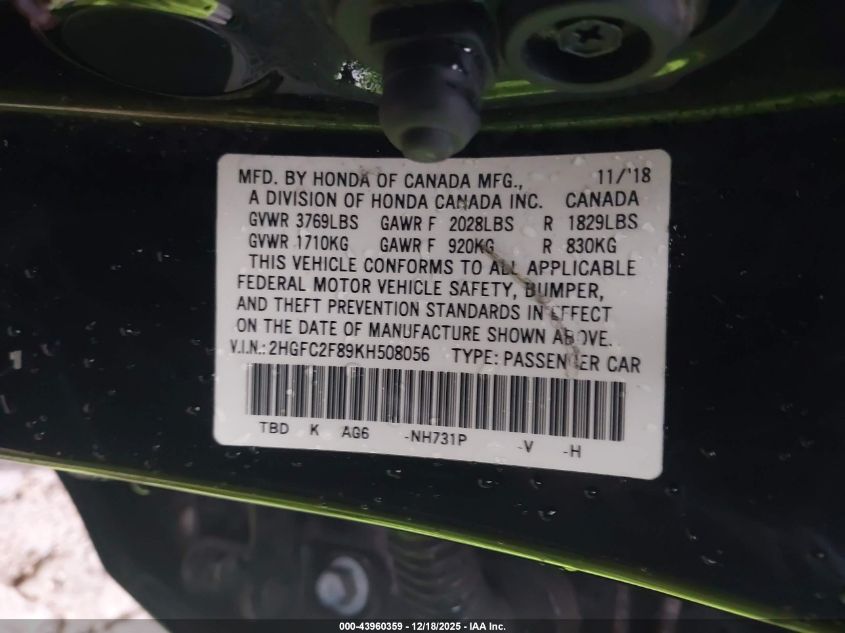 MFD. BY HONDA OF CANADA MFG., 11/'18
A DIVISION OF HONDA CANADA INC. CANADA
GVWR 3769LBS GAWR F 2028LBS R 1829LBS
GVWR 1710KG GAWR F 920KG R 830KG
THIS VEHICLE CONFORMS TO ALL APPLICABLE
FEDERAL MOTOR VEHICLE SAFETY, BUMPER,
AND THEFT PREVENTION STANDARDS IN EFFECT
ON THE DATE OF MANUFACTURE SHOWN ABOVE.
V.I.N.: 2HGFC2F89KH508056 TYPE: PASSENGER CAR
TBD K AG6 -NH731P -V -H
000-43960359 — 12/18/2025 - IAA Inc.